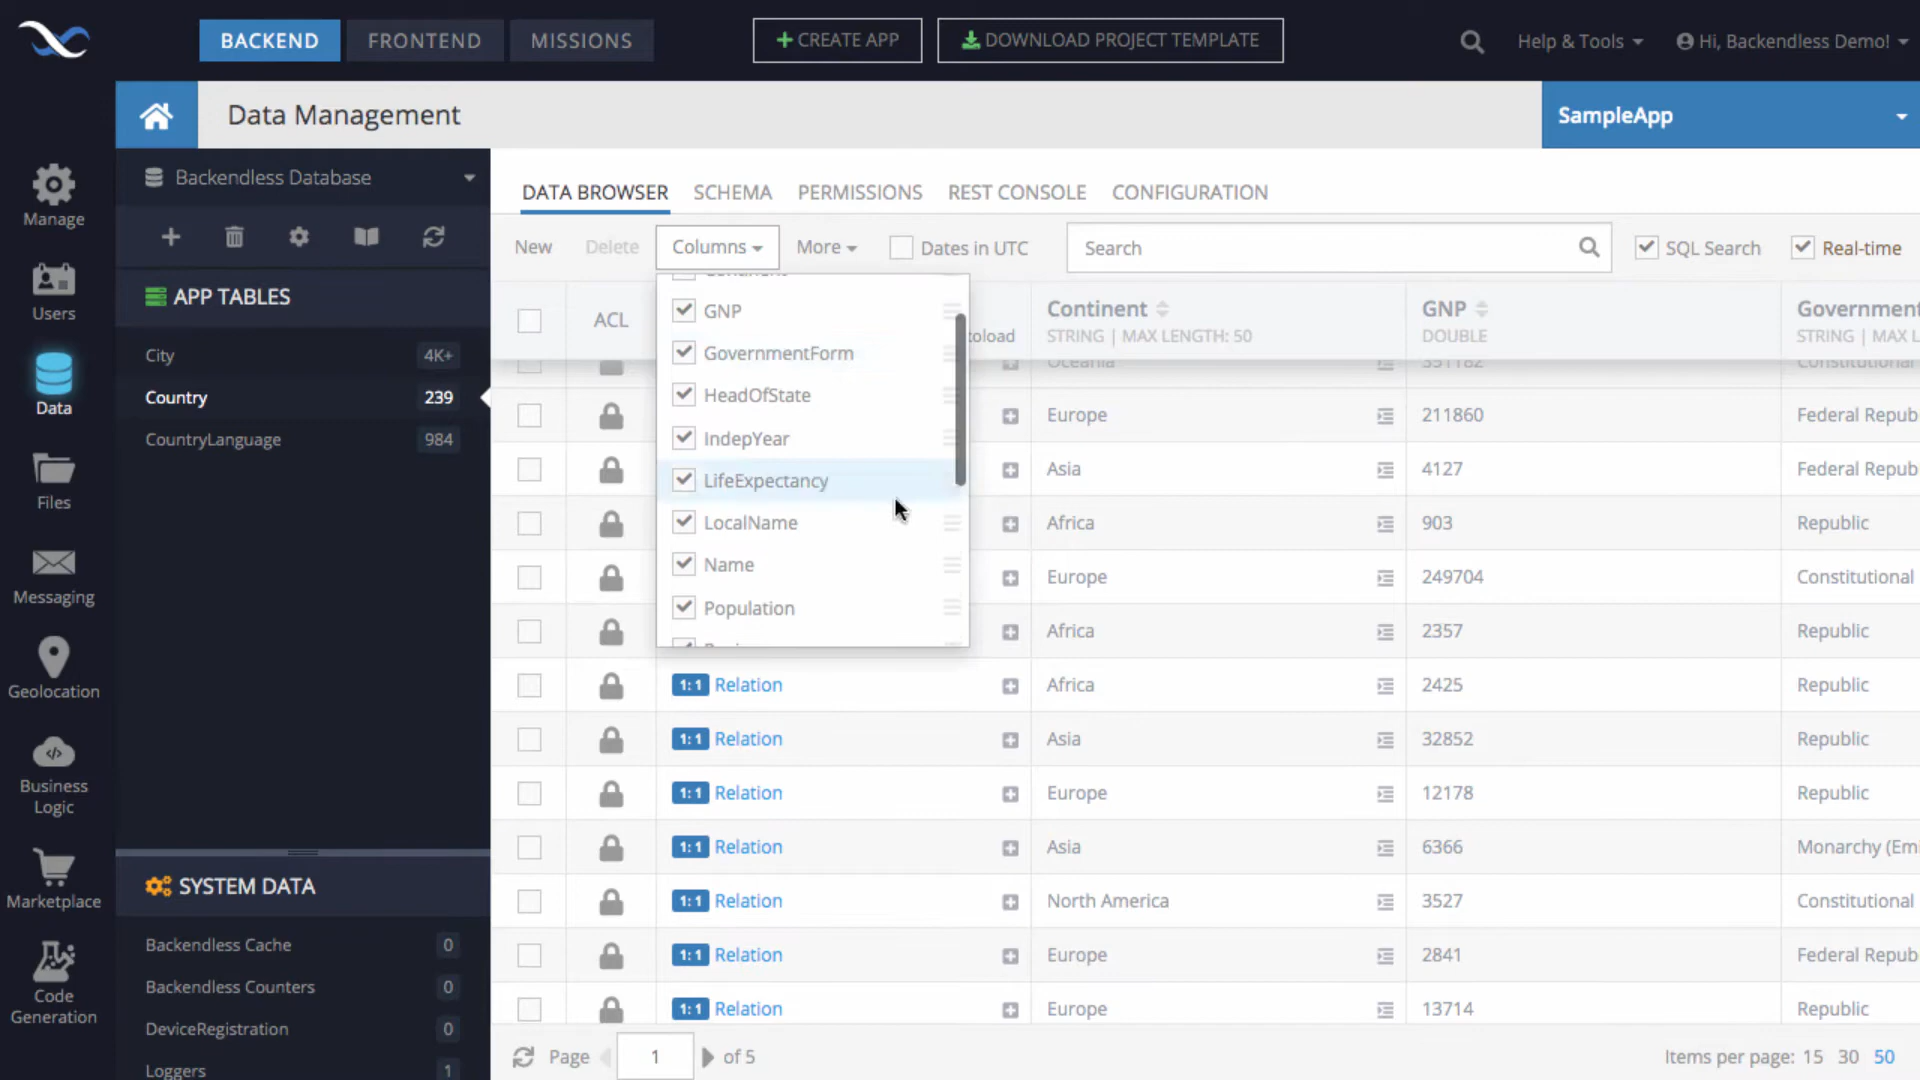 BACKEND
FRONTEND
MISSIONS
CREATE APP
DOWNLOAD PROJECT TEMPLATE
Help & Tools
Hi, Backendless Demo!
Data Management
SampleApp
Manage
Users
Data
Files
Messaging
Geolocation
Business
Logic
Marketplace
Code
Generation
Backendless Database
APP TABLES
City 4K+
Country 239
CountryLanguage 984
SYSTEM DATA
Backendless Cache 0
Backendless Counters 0
DeviceRegistration 0
Loggers 1
DATA BROWSER SCHEMA PERMISSIONS REST CONSOLE CONFIGURATION
New Delete Columns More Dates in UTC Search SQL Search Real-time
GNP
GovernmentForm
HeadOfState
IndepYear
LifeExpectancy
LocalName
Name
Population
ACL
Continent
STRING | MAX LENGTH: 50
GNP
DOUBLE
Government
STRING | MAX L
Oceania 351182 Constitutional
Europe 211860 Federal Repub
Asia 4127 Federal Repub
Africa 903 Republic
Europe 249704 Constitutional
Africa 2357 Republic
1:1 Relation Africa 2425 Republic
1:1 Relation Asia 32852 Republic
1:1 Relation Europe 12178 Republic
1:1 Relation Asia 6366 Monarchy (Emi
1:1 Relation North America 3527 Constitutional
1:1 Relation Europe 2841 Federal Repub
1:1 Relation Europe 13714 Republic
Page 1 of 5
Items per page: 15 30 50